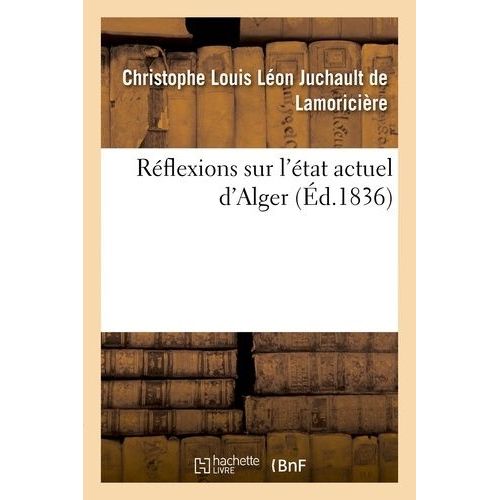 Christophe Louis Léon Juchault de
Lamoricière
Réflexions sur l'état actuel
d'Alger (Éd.1836)
hachette
LIVRE
{BnF